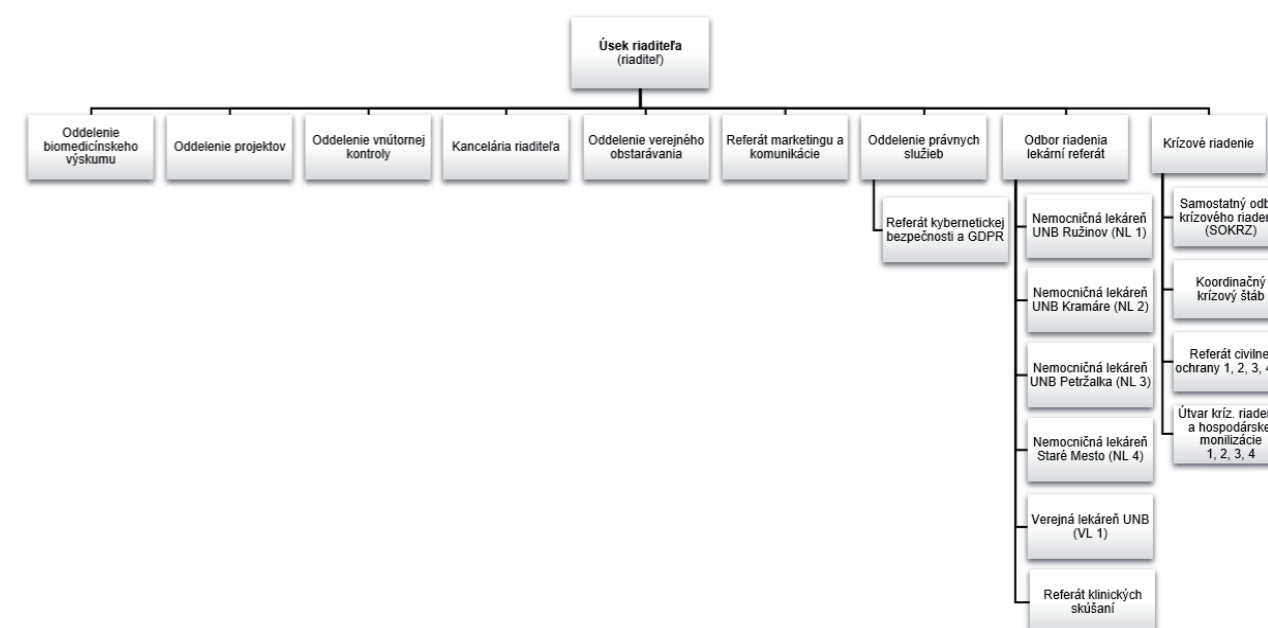 Úsek riaditeľa
(riaditeľ)
Oddelenie
biomedicínskeho
výskumu
Oddelenie projektov
Oddelenie vnútornej
kontroly
Kancelária riaditeľa
Oddelenie verejného
obstarávania
Referát marketingu a
komunikácie
Oddelenie právnych
služieb
Odbor riadenia
lekární referát
Krízové riadenie
Referát kybernetickej
bezpečnosti a GDPR
Nemocničná lekáreň
UNB Ružinov (NL 1)
Nemocničná lekáreň
UNB Kramáre (NL 2)
Nemocničná lekáreň
UNB Petržalka (NL 3)
Nemocničná lekáreň
Staré Mesto (NL 4)
Verejná lekáreň UNB
(VL 1)
Referát klinických
skúšaní
Samostatný
krízového
(SOKRZ)
Koordinačný
krízový štáb
Referát
ochrany 1, 2, 3,
Útvar kríz.
a
monilizácie
1, 2, 3, 4